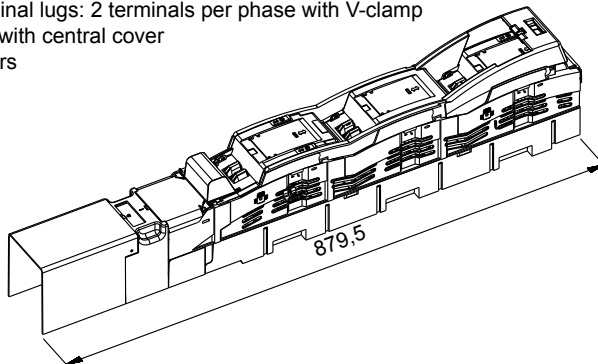 inal lugs: 2 terminals per phase with V-clamp
with central cover
rs
879,5